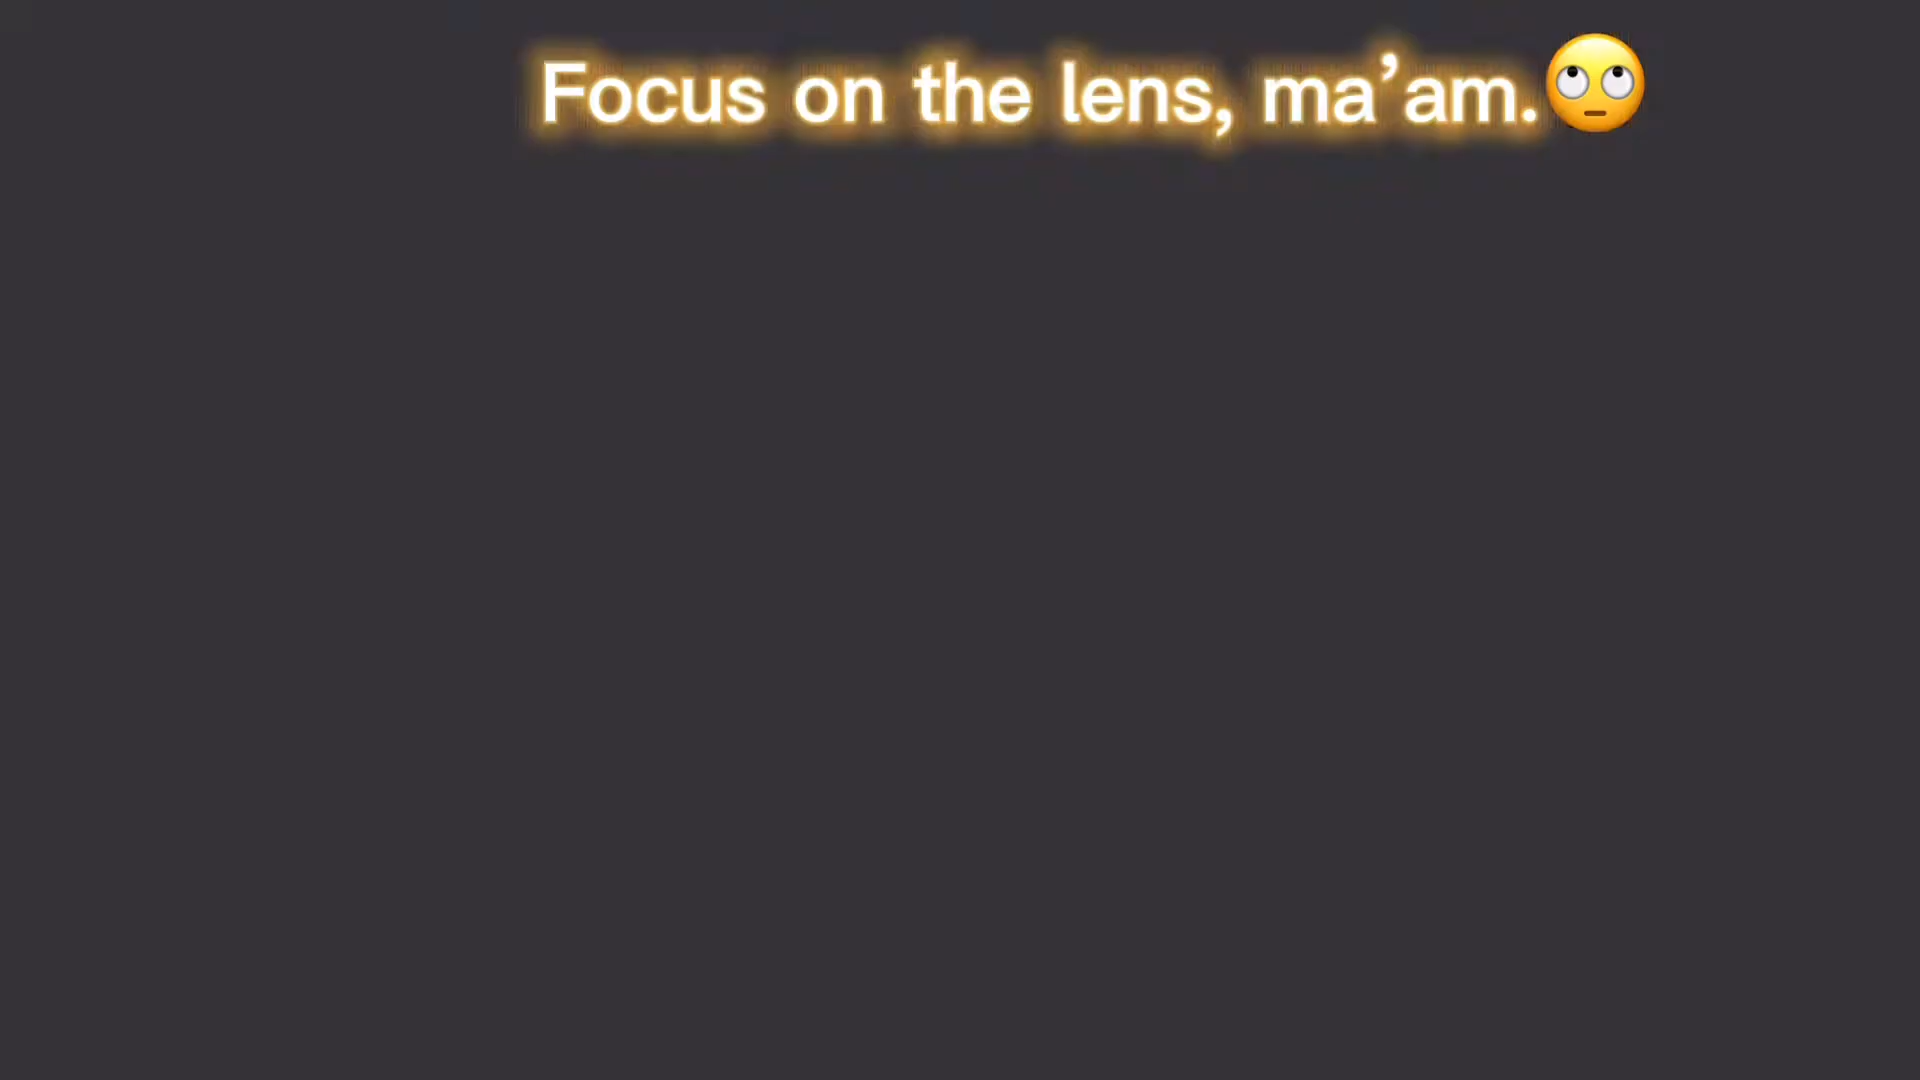 Focus on the lens, ma’am.🙄